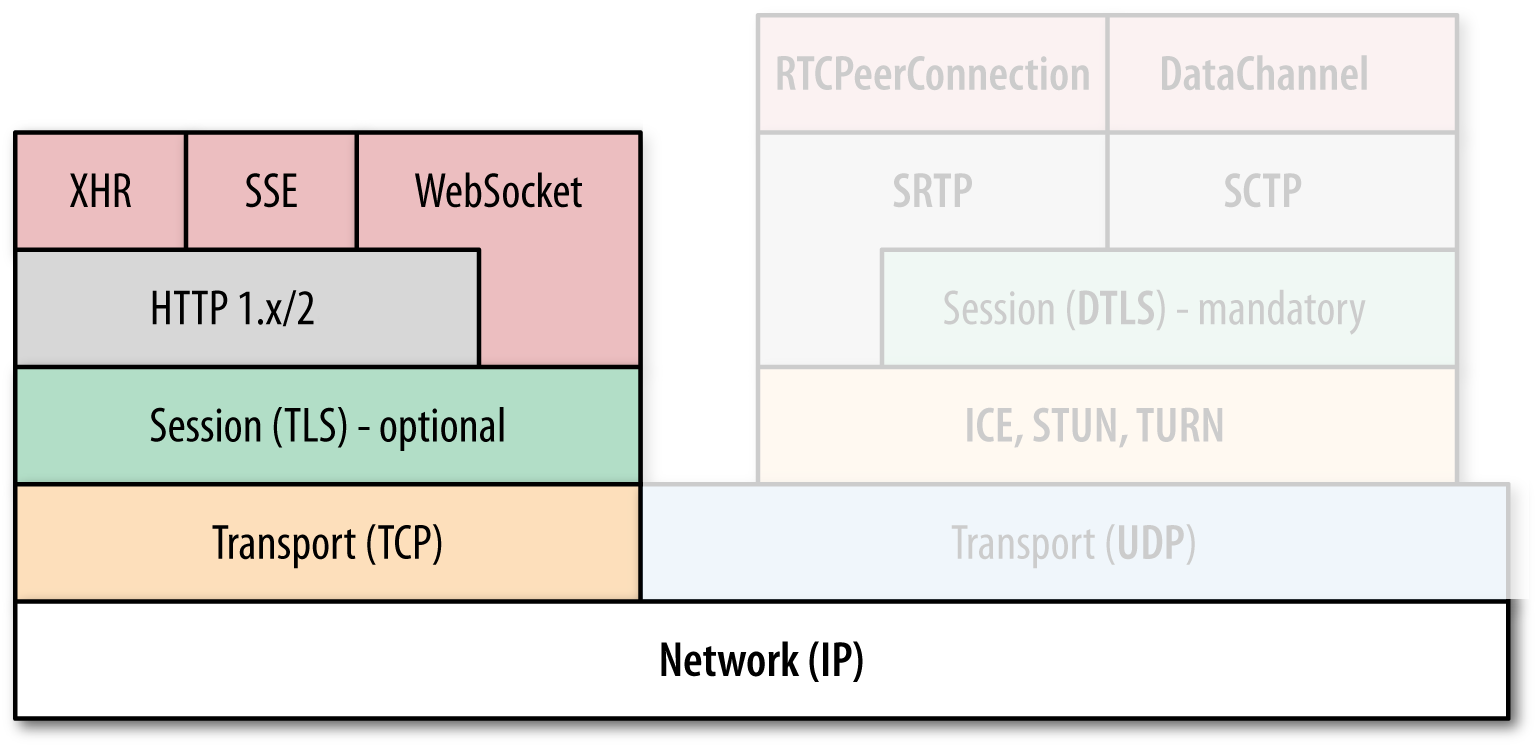 RTCPeerConnection
DataChannel
XHR
SSE
WebSocket
SRTP
SCTP
HTTP 1.x/2
Session (DTLS) - mandatory
Session (TLS) - optional
ICE, STUN, TURN
Transport (TCP)
Transport (UDP)
Network (IP)